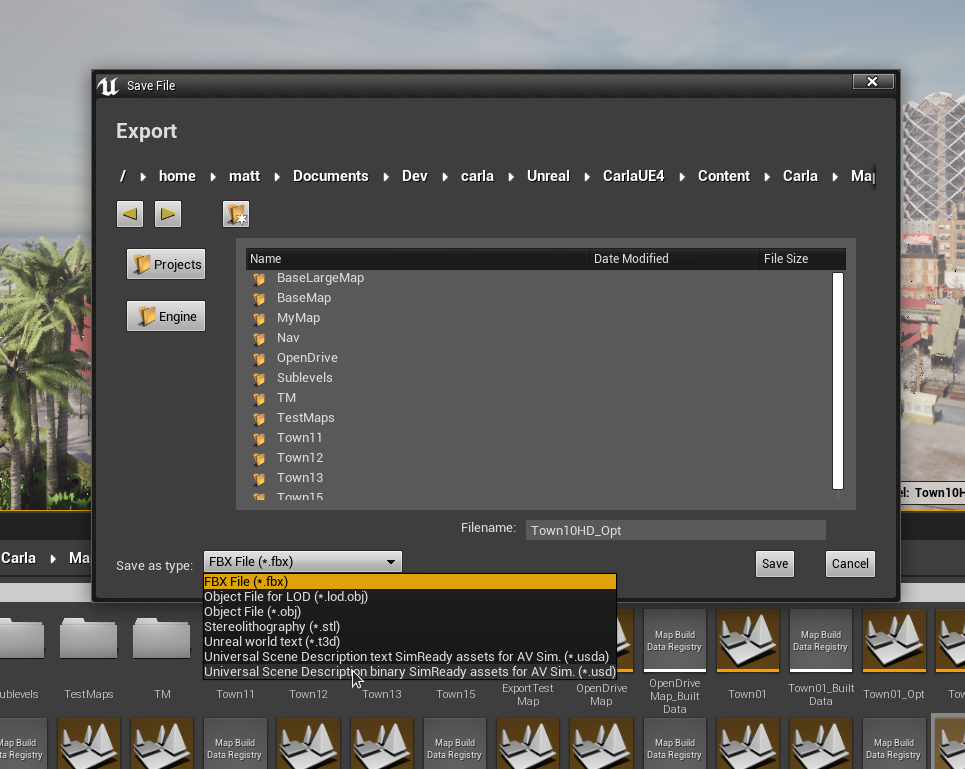 Save File
Export
/ home matt Documents Dev carla Unreal CarlaUE4 Content Carla Map
Projects
Engine
Name Date Modified File Size
BaseLargeMap
BaseMap
MyMap
Nav
OpenDrive
Sublevels
TM
TestMaps
Town11
Town12
Town13
Town15
el: Town10H
Filename: Town10HD_Opt
Carla Ma
Save as type: FBX File (*.fbx) Save Cancel
FBX File (*.fbx)
Object File for LOD (*.lod.obj)
Object File (*.obj)
Stereolithography (*.stl)
Unreal world text (*.t3d)
Universal Scene Description text SimReady assets for AV Sim. (*.usda)
Universal Scene Description binary SimReady assets for AV Sim. (*.usd)
Map Build
Data Registry
Map Build
Data Registry
ublevels TestMaps TM Town11 Town12 Town13 Town15
ExportTest
Map
OpenDrive
Map
OpenDrive
Map_Built
Data
Town01
Town01_Built
Data
Town01_Opt
Tow
Map Build
Data Registry
Map Build
Data Registry
Map Build
Data Registry
Map Build
Data Registry
Map Build
Data Registry